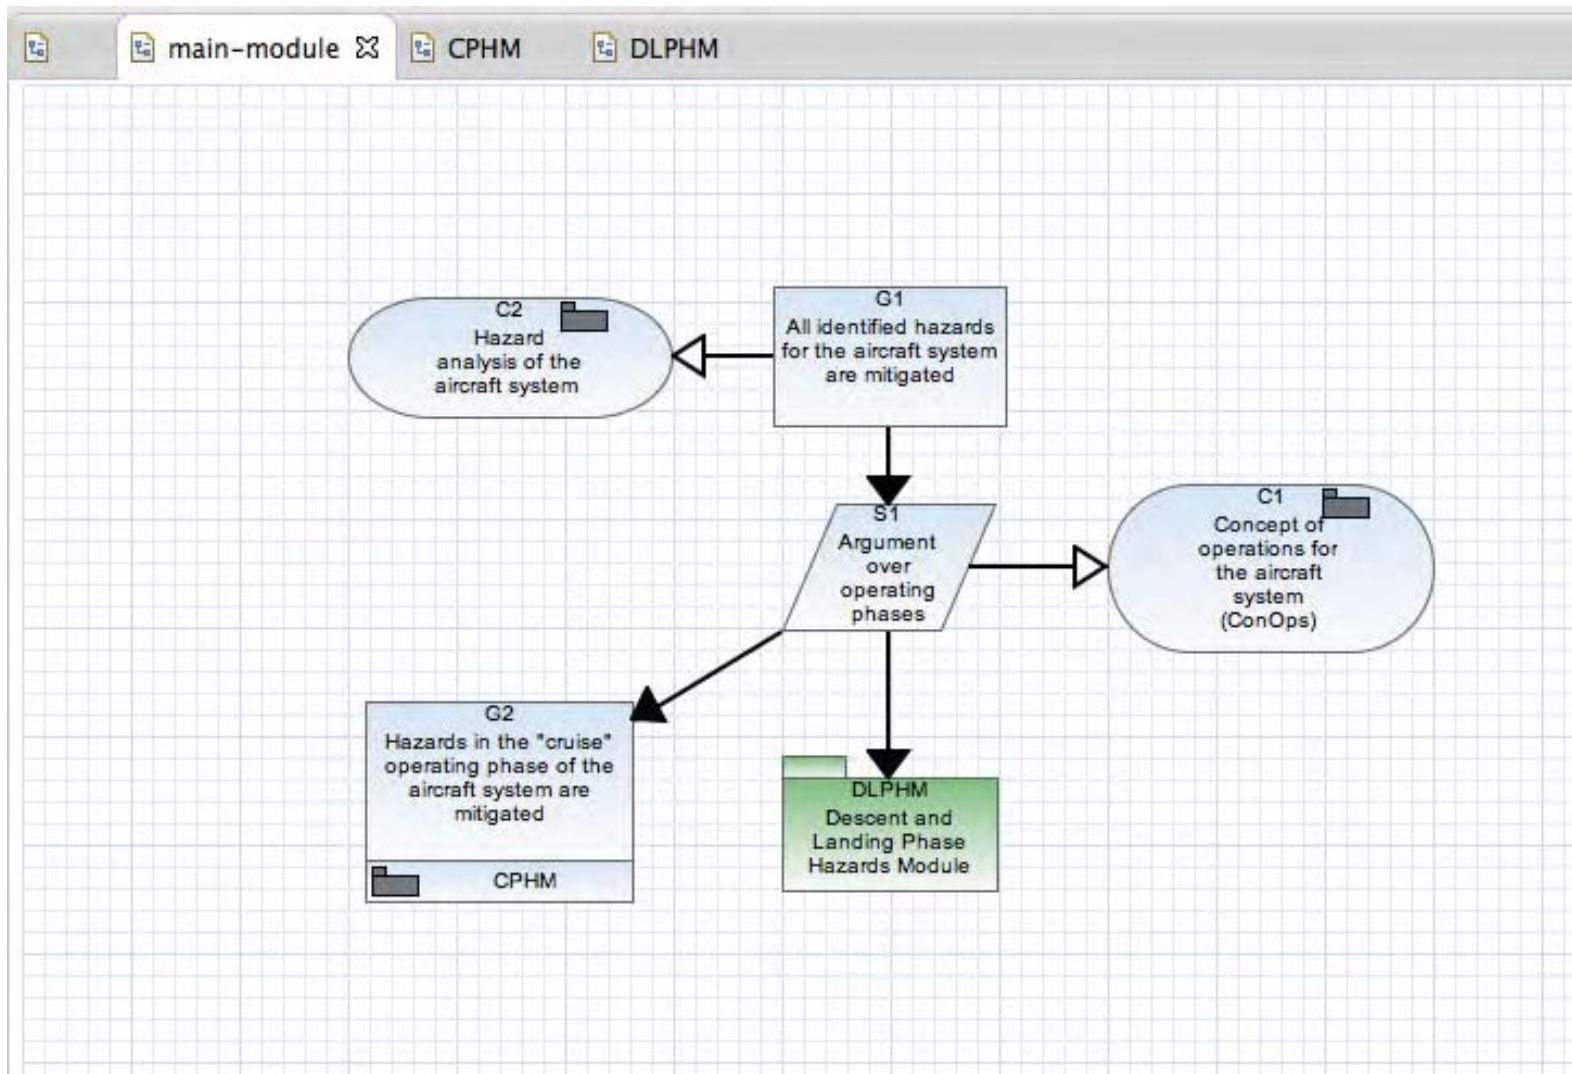 main-module CPHM DLPHM
C2
Hazard
analysis of the
aircraft system
G1
All identified hazards
for the aircraft system
are mitigated
S1
Argument
over
operating
phases
C1
Concept of
operations for
the aircraft
system
(ConOps)
G2
Hazards in the "cruise"
operating phase of the
aircraft system are
mitigated
CPHM
DLPHM
Descent and
Landing Phase
Hazards Module